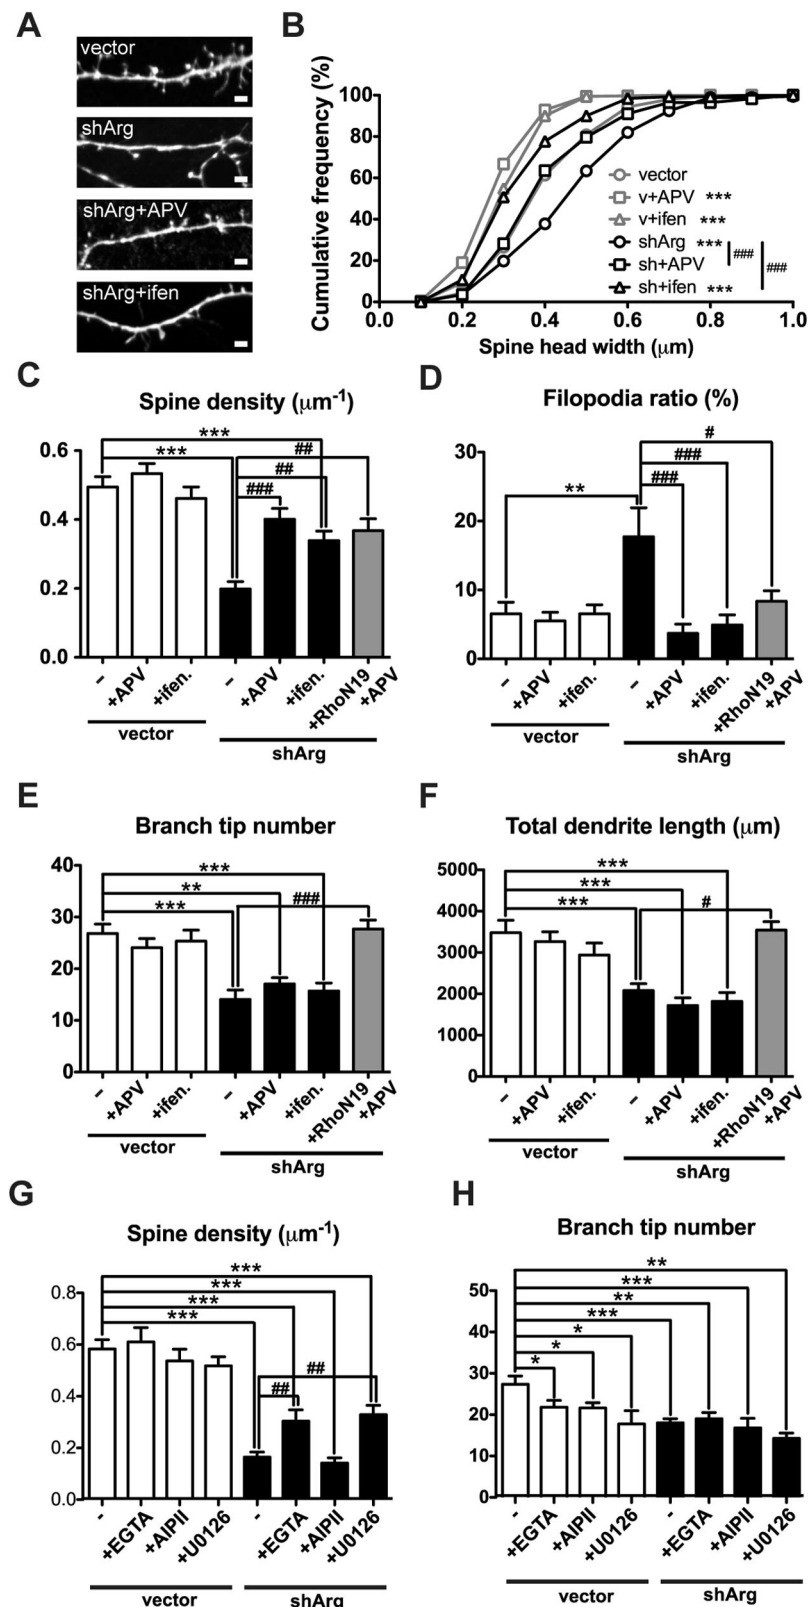 A
vector
shArg
shArg+APV
shArg+ifen
B
Cumulative frequency (%)
100
80
60
40
20
0
0.0 0.2 0.4 0.6 0.8 1.0
Spine head width (μm)
vector
v+APV ***
v+ifen ***
shArg ***
sh+APV
sh+ifen ***
###
###
C
Spine density (μm-1)
0.6
0.4
0.2
0.0
***
***
##
##
###
– +APV +ifen. – +APV +ifen. +RhoN19 +APV
vector
shArg
D
Filopodia ratio (%)
30
20
10
0
#
###
###
**
– +APV +ifen. – +APV +ifen. +RhoN19 +APV
vector
shArg
E
Branch tip number
40
30
20
10
0
***
**
***
###
– +APV +ifen. – +APV +ifen. +RhoN19 +APV
vector
shArg
F
Total dendrite length (μm)
5000
4000
3000
2000
1000
0
***
***
***
#
– +APV +ifen. – +APV +ifen. +RhoN19 +APV
vector
shArg
G
Spine density (μm-1)
0.8
0.6
0.4
0.2
0.0
***
***
***
***
##
##
- +EGTA +AIPII +U0126 - +EGTA +AIPII +U0126
vector
shArg
H
Branch tip number
50
40
30
20
10
0
**
***
**
***
*
*
*
- +EGTA +AIPII +U0126 - +EGTA +AIPII +U0126
vector
shArg